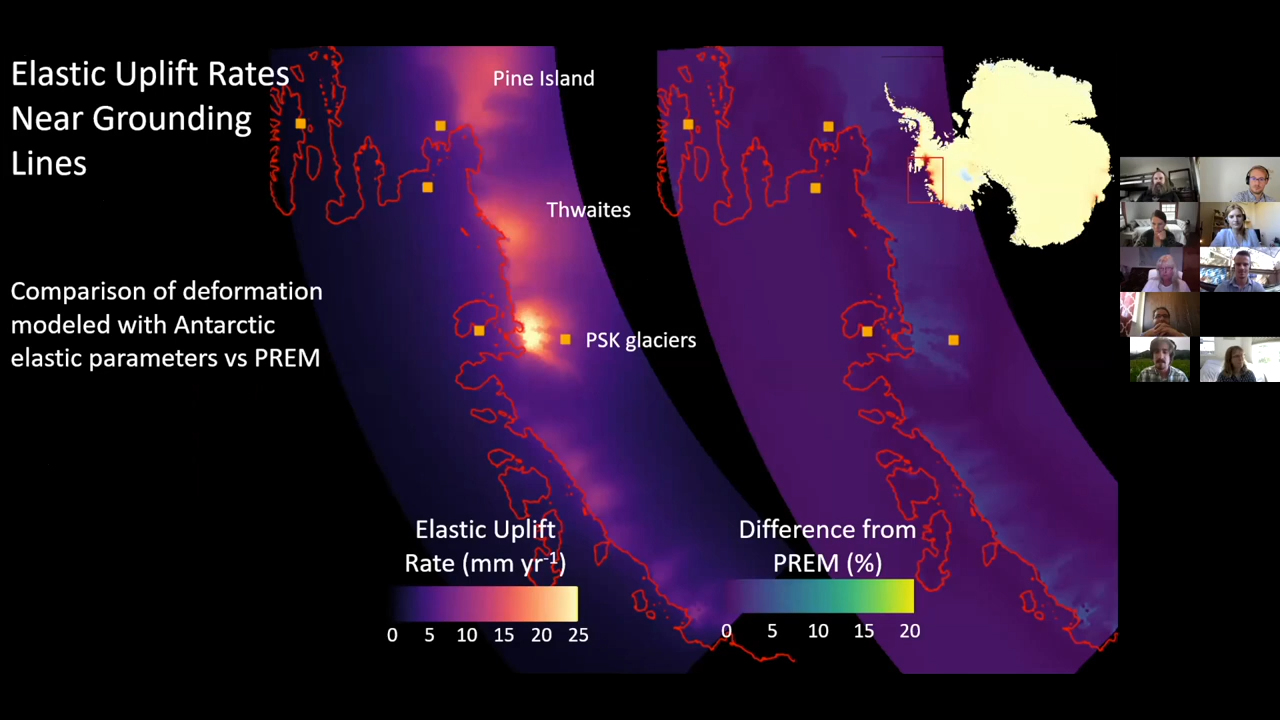 Elastic Uplift Rates
Near Grounding
Lines
Comparison of deformation
modeled with Antarctic
elastic parameters vs PREM
Pine Island
Thwaites
PSK glaciers
Elastic Uplift
Rate (mm yr⁻¹)
0 5 10 15 20 25
Difference from
PREM (%)
0 5 10 15 20